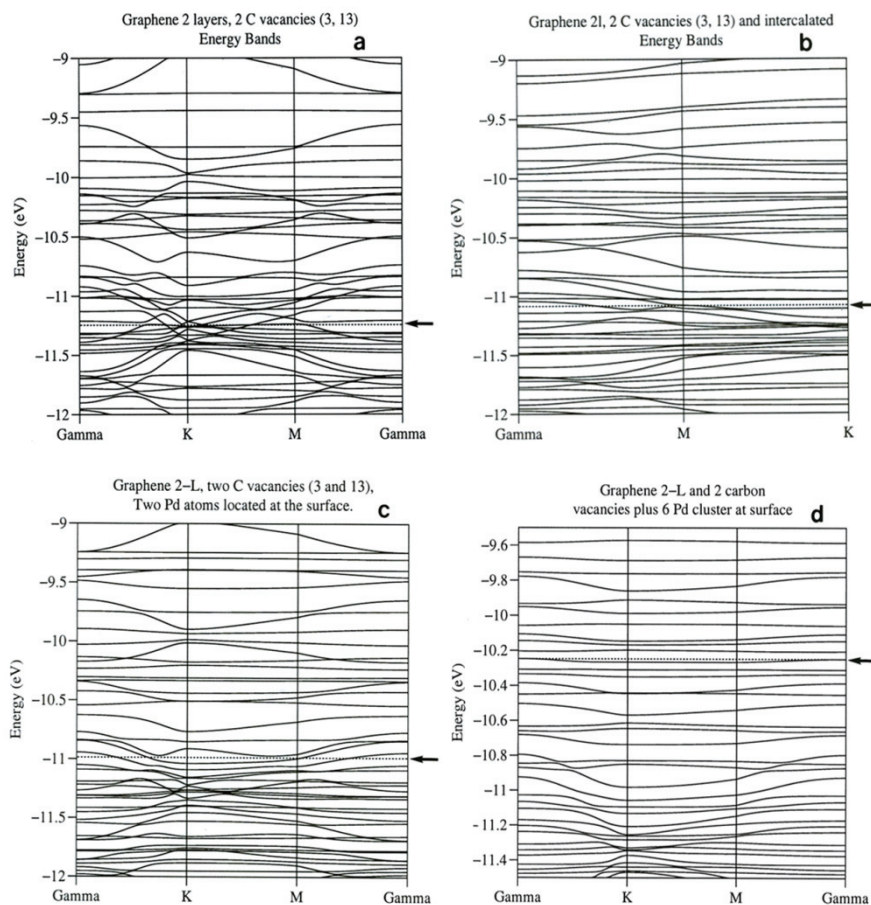 Graphene 2 layers, 2 C vacancies (3, 13)
Energy Bands
a
-9
-9.5
-10
-10.5
-11
-11.5
-12
Energy (eV)
Gamma K M Gamma
Graphene 2l, 2 C vacancies (3, 13) and intercalated
Energy Bands
b
-9
-9.5
-10
-10.5
-11
-11.5
-12
Energy (eV)
Gamma M K
Graphene 2–L, two C vacancies (3 and 13),
Two Pd atoms located at the surface.
c
-9
-9.5
-10
-10.5
-11
-11.5
-12
Energy (eV)
Gamma K M Gamma
Graphene 2–L and 2 carbon
vacancies plus 6 Pd cluster at surface
d
-9.6
-9.8
-10
-10.2
-10.4
-10.6
-10.8
-11
-11.2
-11.4
Energy (eV)
Gamma K M Gamma